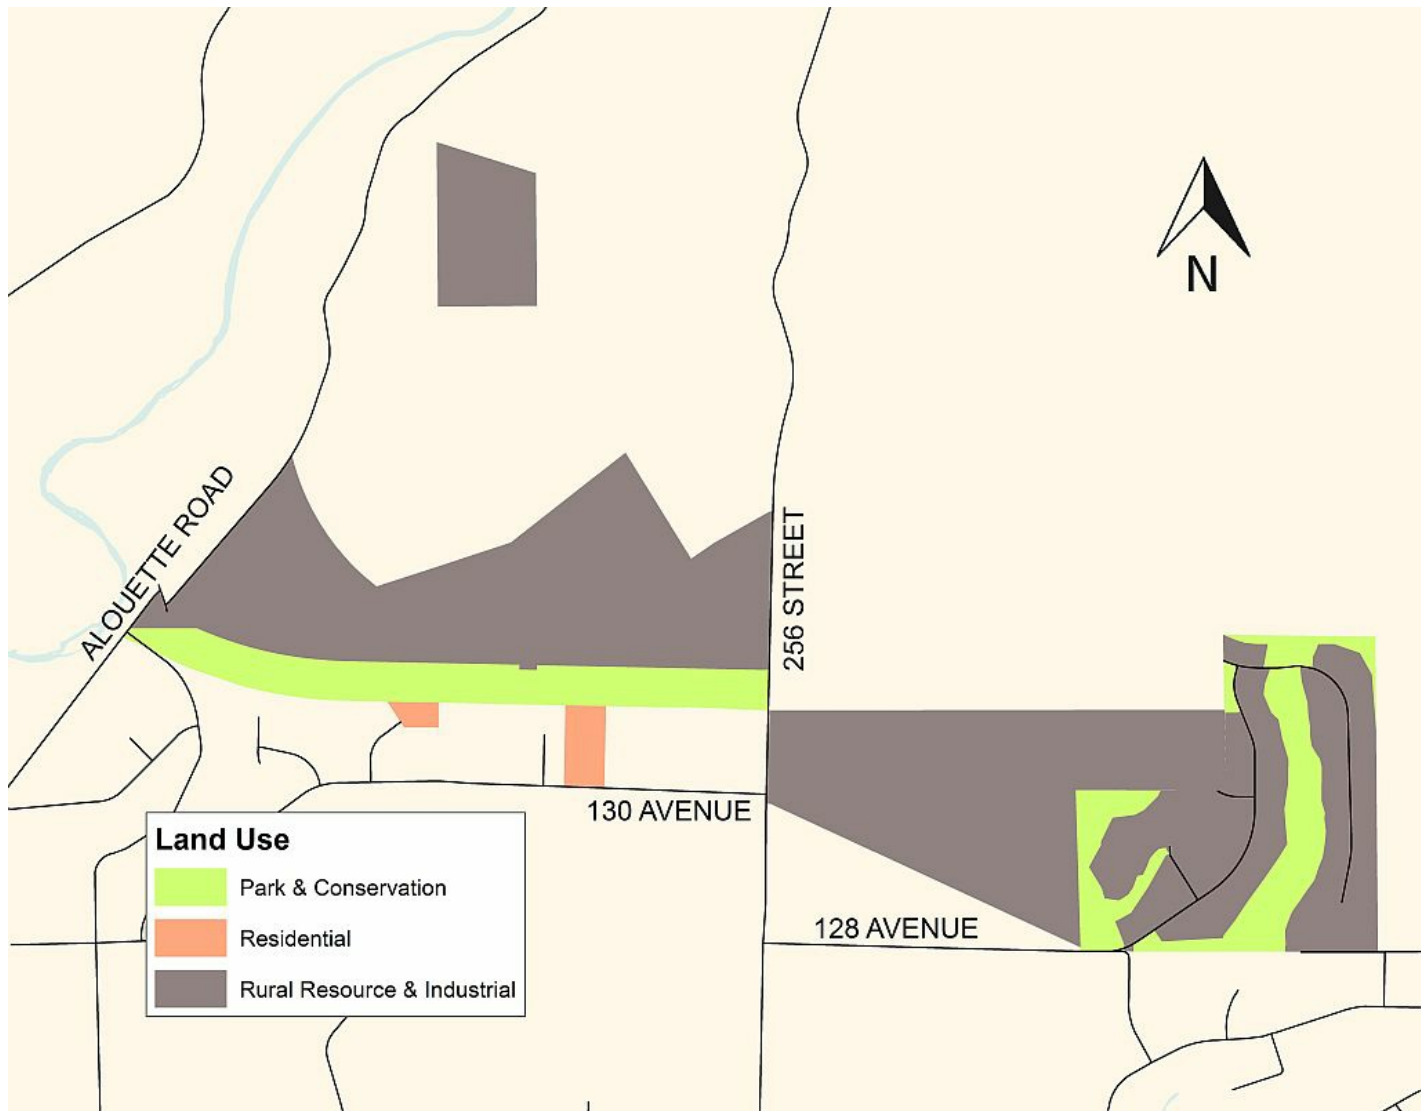 N
ALOUETTE ROAD
256 STREET
130 AVENUE
128 AVENUE
Land Use
Park & Conservation
Residential
Rural Resource & Industrial